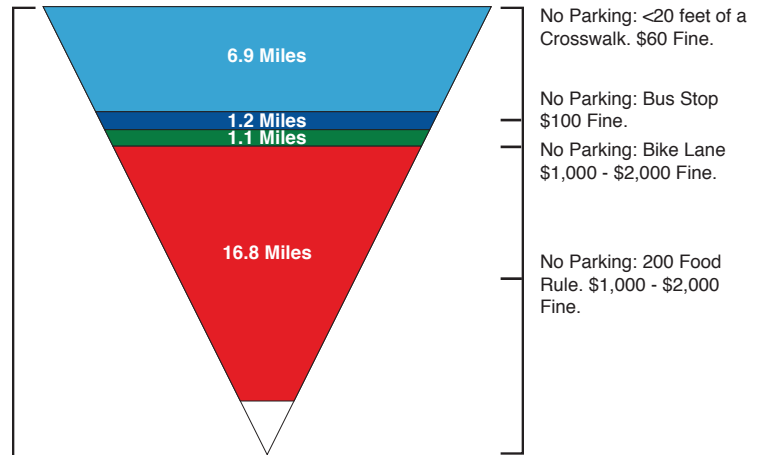 6.9 Miles
1.2 Miles
1.1 Miles
16.8 Miles
No Parking: <20 feet of a
Crosswalk. $60 Fine.
No Parking: Bus Stop
$100 Fine.
No Parking: Bike Lane
$1,000 - $2,000 Fine.
No Parking: 200 Food
Rule. $1,000 - $2,000
Fine.